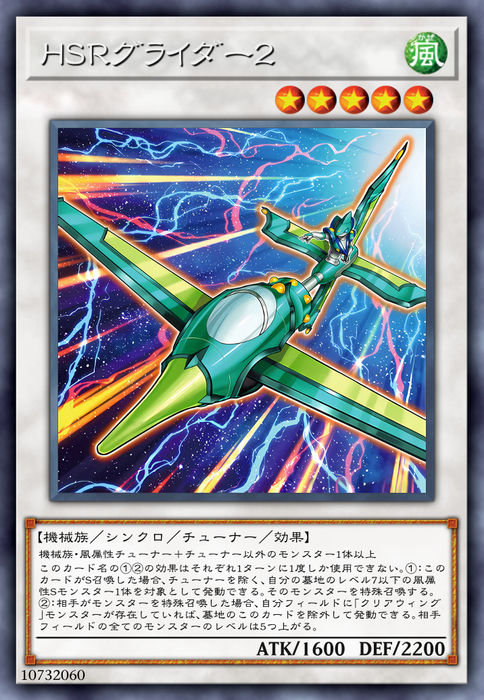 HSRグライダー2
かぜ
風
【機械族／シンクロ／チューナー／効果】
機械族・風属性チューナー＋チューナー以外のモンスター1体以上
このカード名の①②の効果はそれぞれ1ターンに1度しか使用できない。①：この
カードがS召喚した場合、チューナーを除く、自分の墓地のレベル7以下の風属
性Sモンスター1体を対象として発動できる。そのモンスターを特殊召喚する。
②：相手がモンスターを特殊召喚した場合、自分フィールドに「クリアウィング」
モンスターが存在していれば、墓地のこのカードを除外して発動できる。相手
フィールドの全てのモンスターのレベルは5つ上がる。
ATK/1600 DEF/2200
10732060